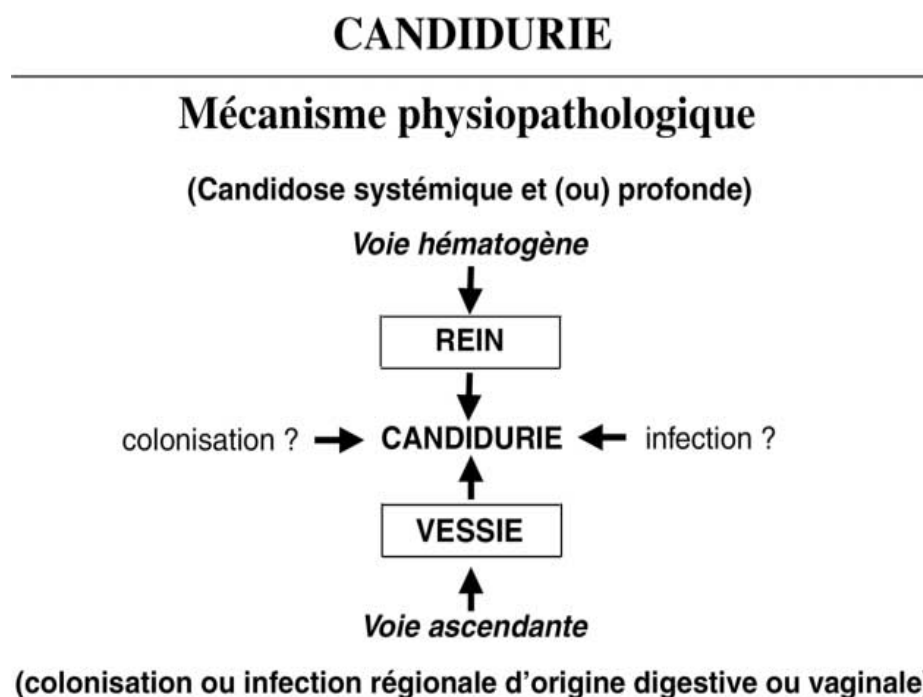 CANDIDURIE
Mécanisme physiopathologique
(Candidose systémique et (ou) profonde)
Voie hématogène
REIN
colonisation ? CANDIDURIE infection ?
VESSIE
Voie ascendante
(colonisation ou infection régionale d'origine digestive ou vaginale